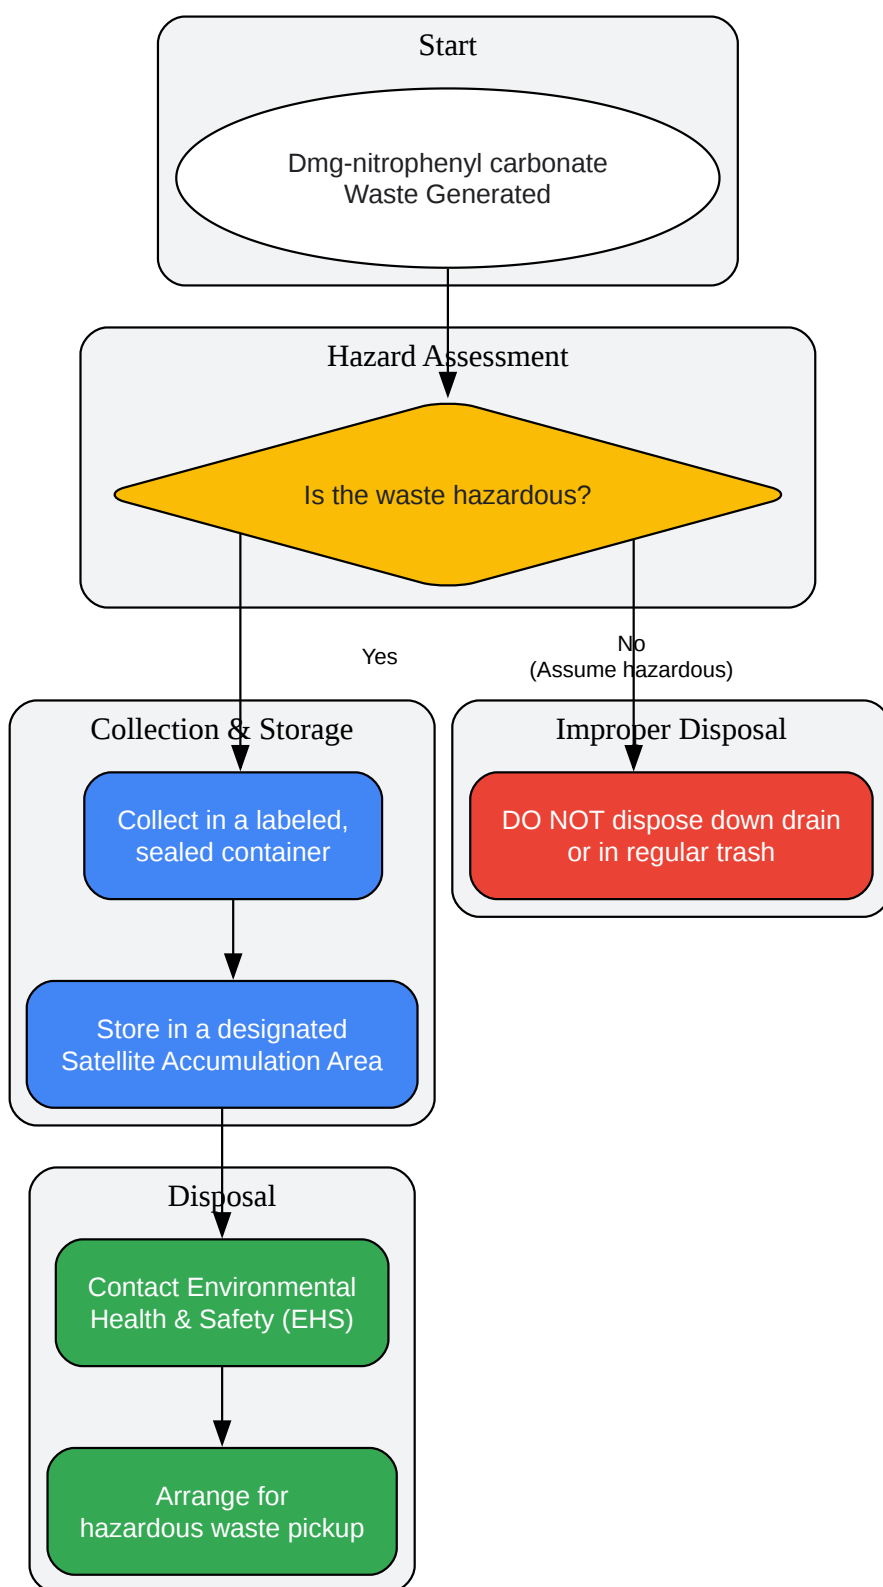 Start
Dmg-nitrophenyl carbonate
Waste Generated
Hazard Assessment
Is the waste hazardous?
Yes
No
(Assume hazardous)
Collection & Storage
Collect in a labeled,
sealed container
Store in a designated
Satellite Accumulation Area
Improper Disposal
DO NOT dispose down drain
or in regular trash
Disposal
Contact Environmental
Health & Safety (EHS)
Arrange for
hazardous waste pickup